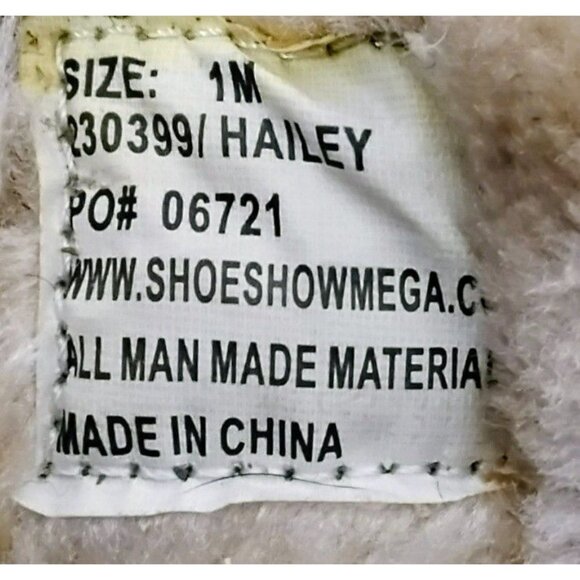 SIZE: 1M
230399/ HAILEY
PO# 06721
WWW.SHOESHOWMEGA.C
ALL MAN MADE MATERIA
MADE IN CHINA